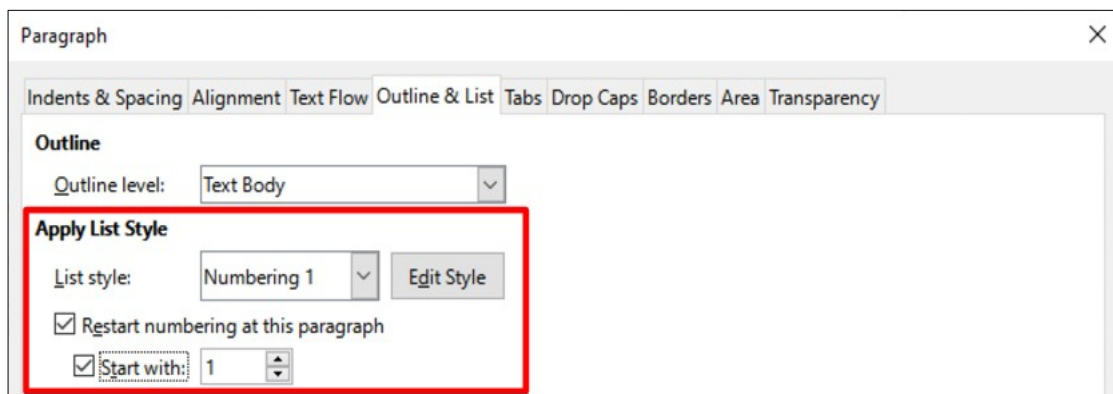 Paragraph
Indents & Spacing Alignment Text Flow Outline & List Tabs Drop Caps Borders Area Transparency
Outline
Outline level: Text Body
Apply List Style
List style: Numbering 1 Edit Style
Restart numbering at this paragraph
Start with: 1